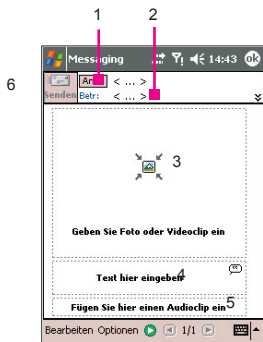 1 2
Messaging 14:43 ok
6
Senden An: < ... >
Betr: < ... >
3
Geben Sie Foto oder Videoclip ein
Text hier eingeben 4
Fügen Sie hier einen Audioclip ein 5
Bearbeiten Optionen 1/1